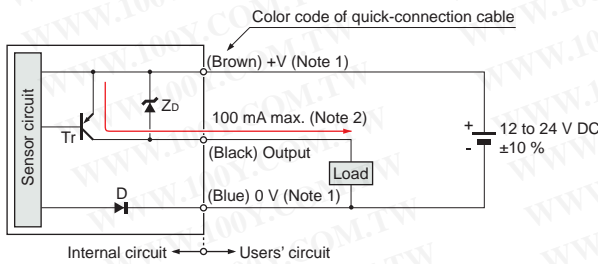 Color code of quick-connection cable
(Brown) +V (Note 1)
ZD
100 mA max. (Note 2)
Tr
(Black) Output
Sensor circuit
Load
+
-
12 to 24 V DC
±10 %
D
(Blue) 0 V (Note 1)
Internal circuit
Users' circuit
WWW.100Y.COM.TW